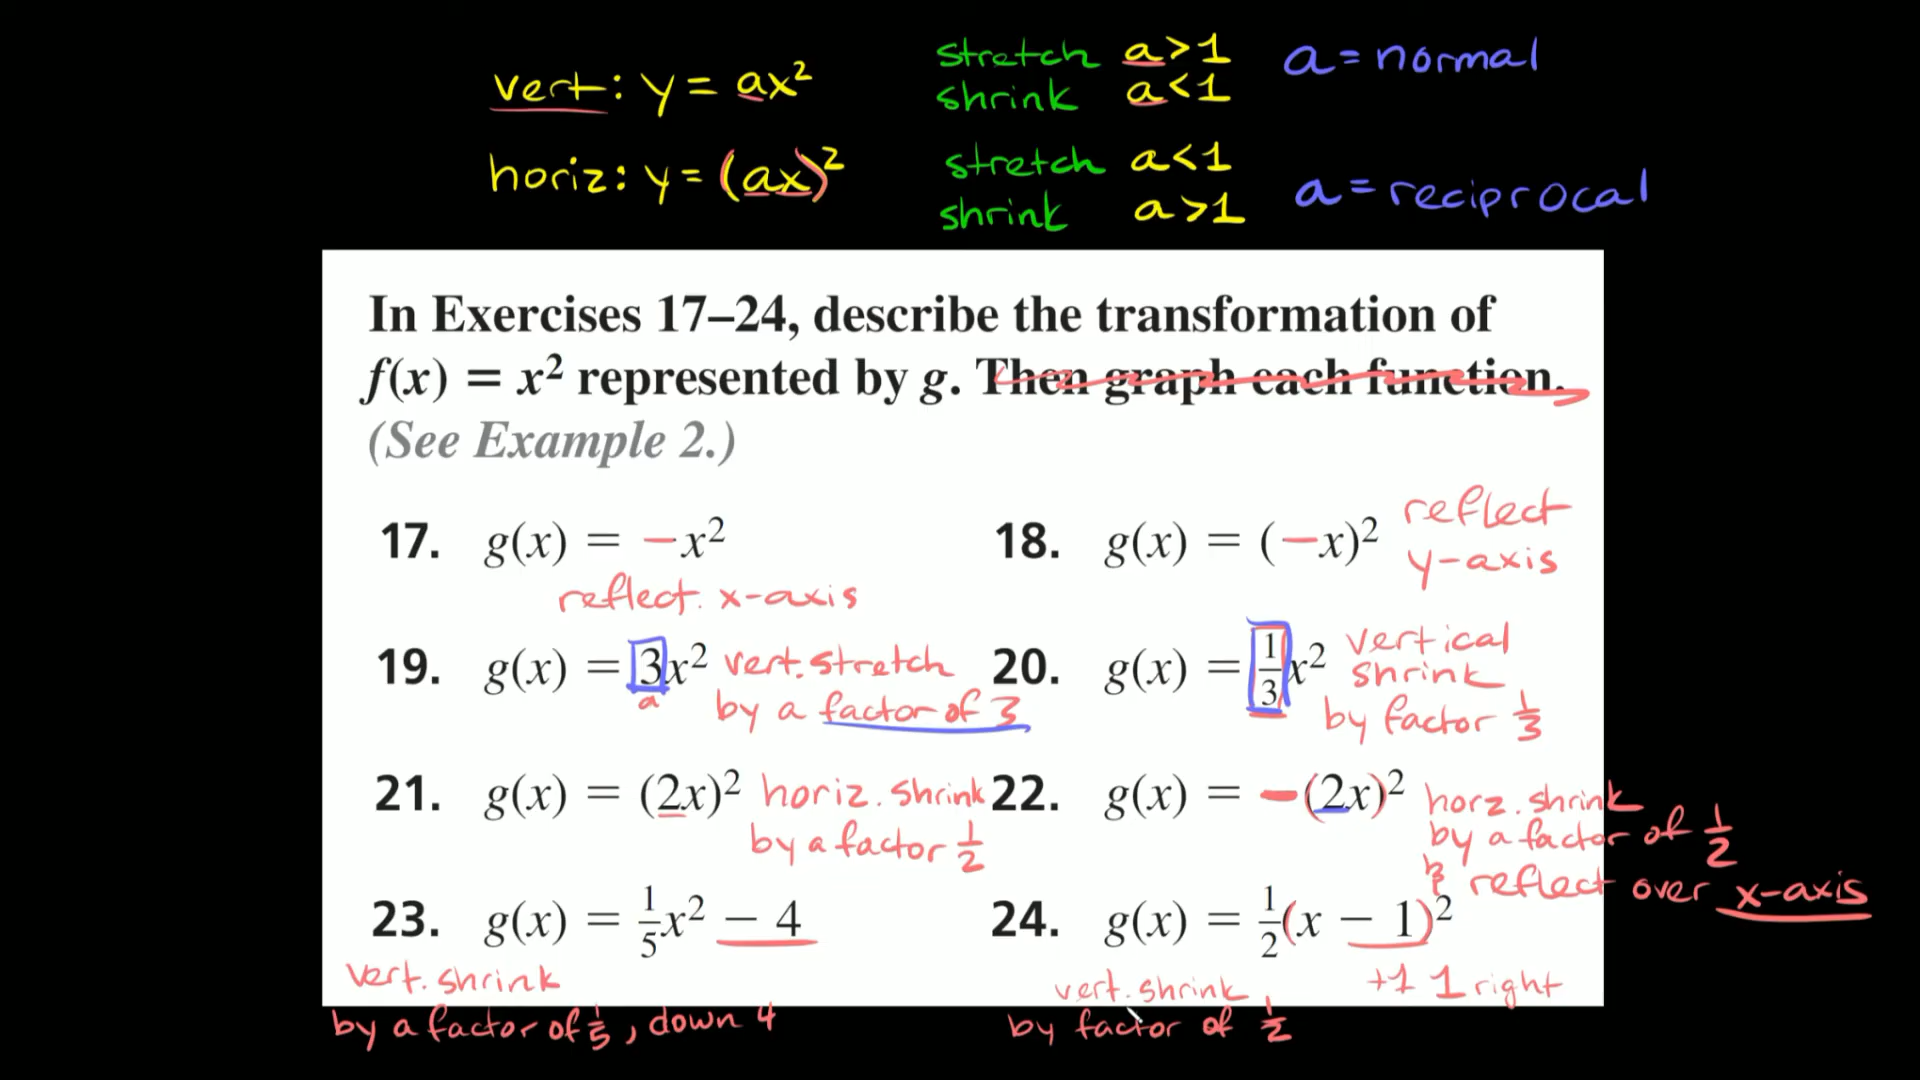 vert: y = ax² stretch a>1 a = normal
shrink a<1
horiz: y = (ax)² stretch a<1 a = reciprocal
shrink a>1
In Exercises 17–24, describe the transformation of
f(x) = x² represented by g. Then graph each function.
(See Example 2.)
17. g(x) = −x²
reflect. x-axis
18. g(x) = (−x)² reflect
y-axis
19. g(x) = 3x² vert. stretch
a by a factor of 3
20. g(x) = 1/3 x² vertical
shrink
by factor 1/3
21. g(x) = (2x)² horiz. shrink
by a factor 1/2
22. g(x) = −(2x)² horz. shrink
by a factor of 1/2
& reflect over x-axis
23. g(x) = 1/5 x² − 4
vert. shrink
by a factor of 1/5, down 4
24. g(x) = 1/2 (x − 1)²
+1 1 right
vert. shrink
by factor of 1/2